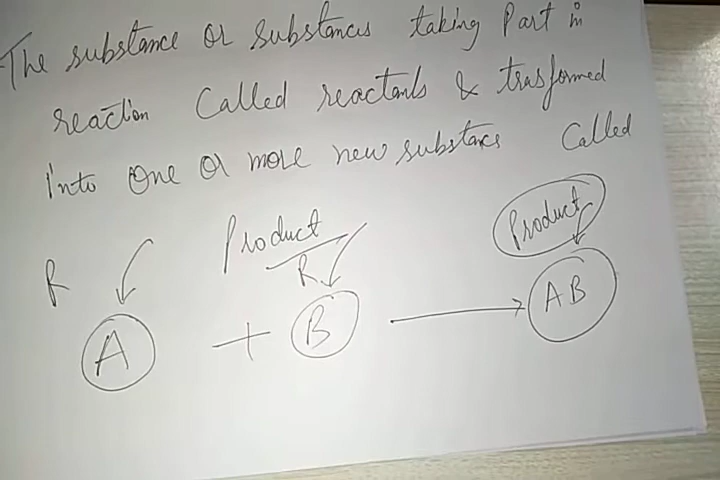 The substance or substances taking Part in
reaction Called reactants & trasformed
into one or more new substances Called
Product
Product
R
R
A + B → AB